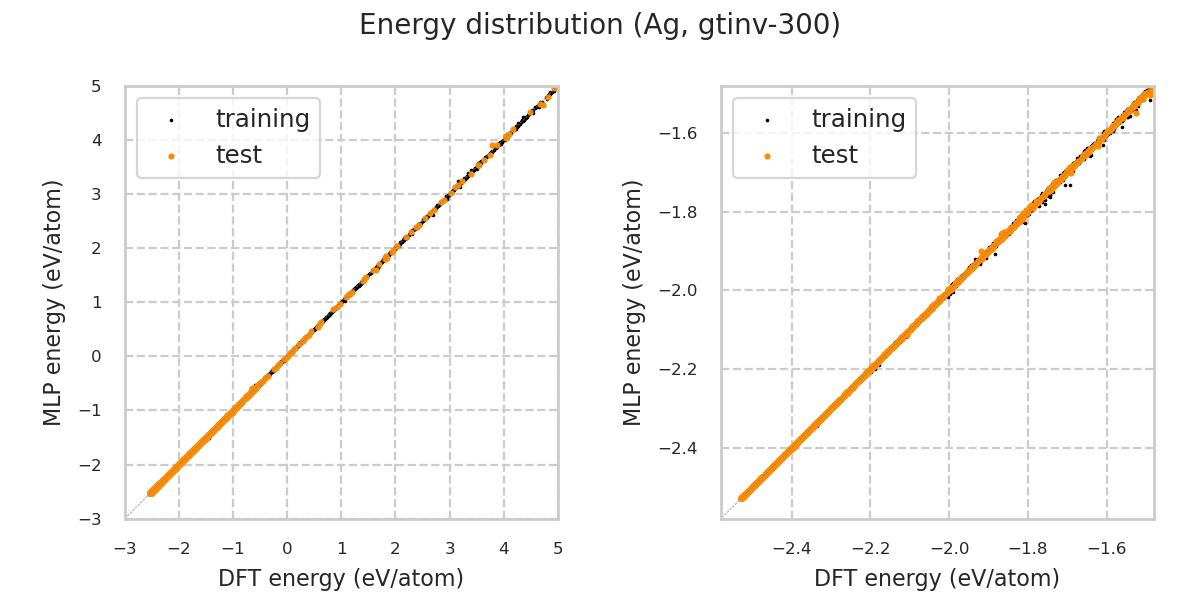 Energy distribution (Ag, gtinv-300)
MLP energy (eV/atom)
5
4
3
2
1
0
−1
−2
−3
training
test
−3 −2 −1 0 1 2 3 4 5
DFT energy (eV/atom)
MLP energy (eV/atom)
−1.6
−1.8
−2.0
−2.2
−2.4
training
test
−2.4 −2.2 −2.0 −1.8 −1.6
DFT energy (eV/atom)